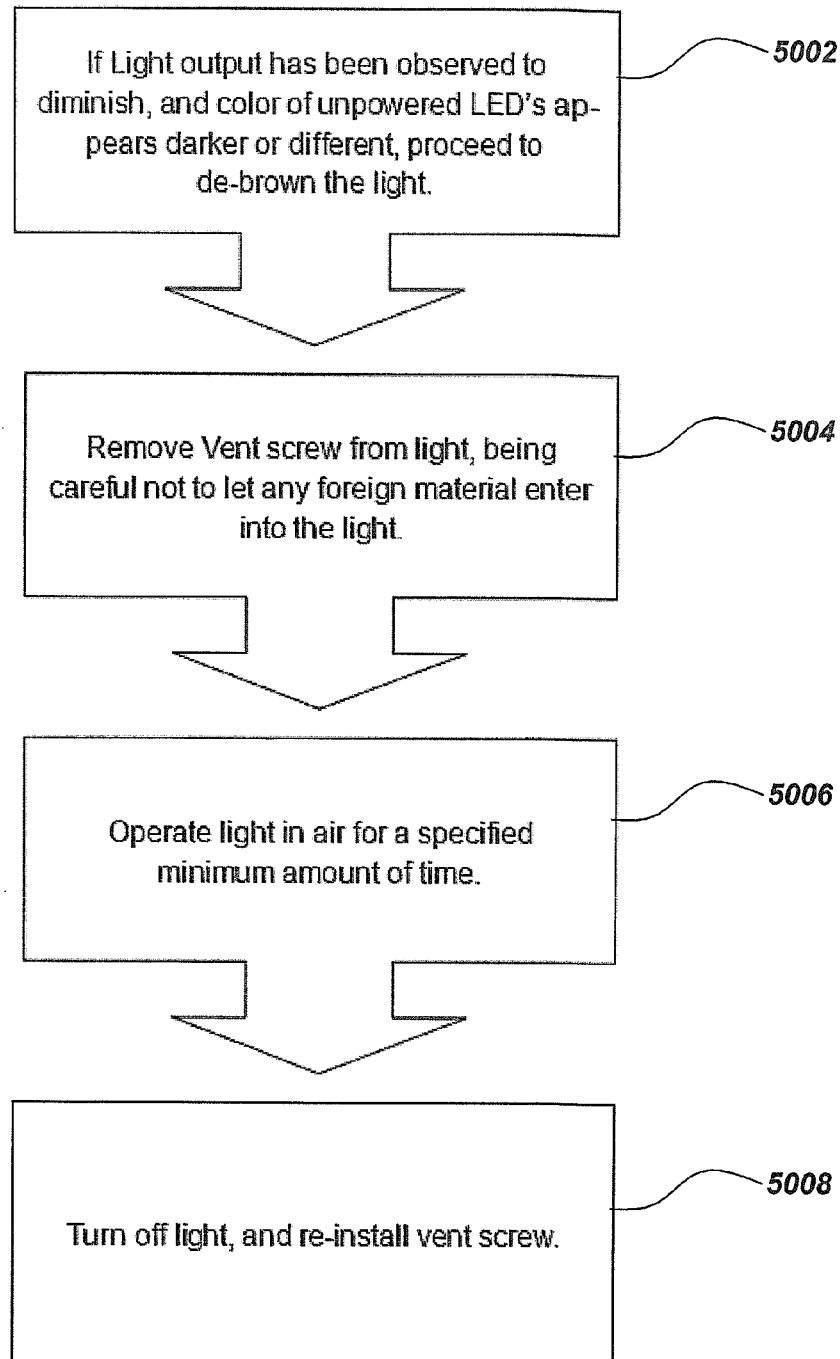 If Light output has been observed to
diminish, and color of unpowered LED's ap-
pears darker or different, proceed to
de-brown the light.
5002
Remove Vent screw from light, being
careful not to let any foreign material enter
into the light.
5004
Operate light in air for a specified
minimum amount of time.
5006
Turn off light, and re-install vent screw.
5008